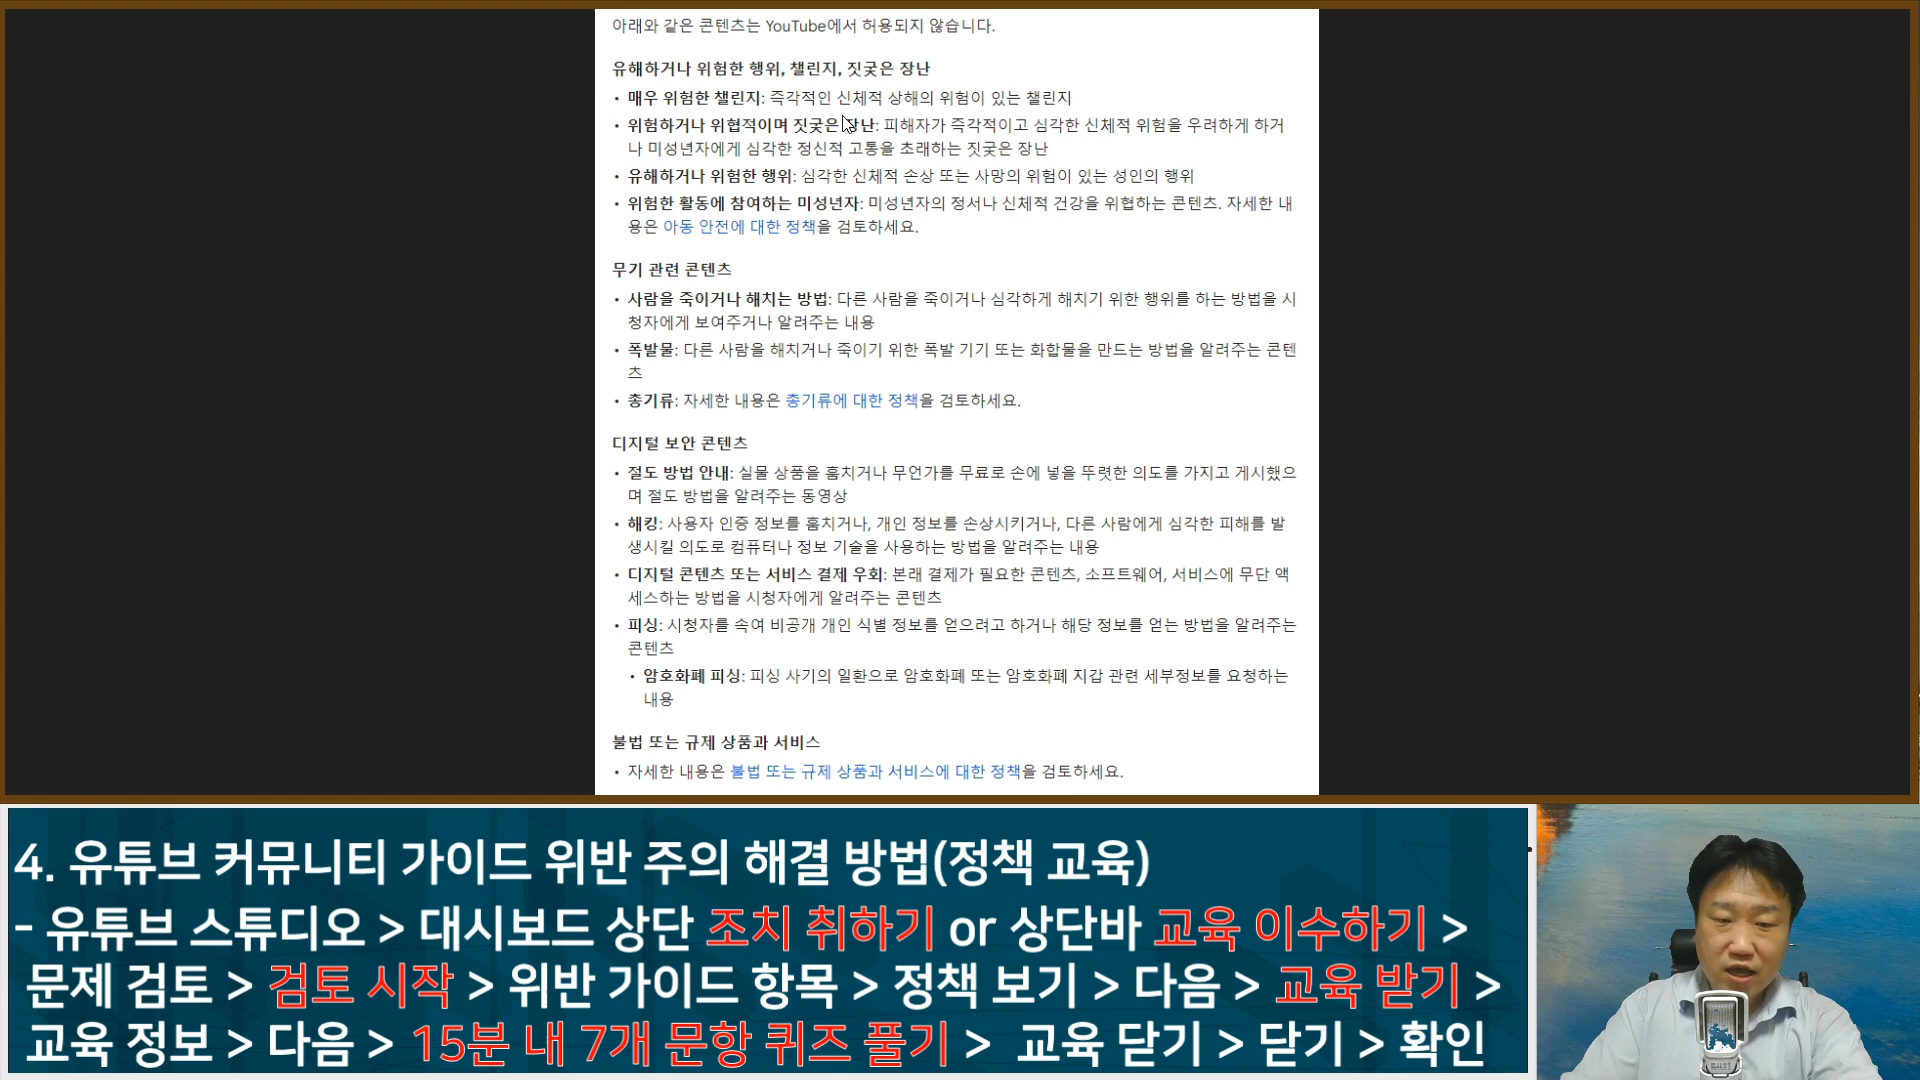 아래와 같은 콘텐츠는 YouTube에서 허용되지 않습니다.
유해하거나 위험한 행위, 챌린지, 짓궂은 장난
• 매우 위험한 챌린지: 즉각적인 신체적 상해의 위험이 있는 챌린지
• 위험하거나 위협적이며 짓궂은 장난: 피해자가 즉각적이고 심각한 신체적 위험을 우려하게 하거
나 미성년자에게 심각한 정신적 고통을 초래하는 짓궂은 장난
• 유해하거나 위험한 행위: 심각한 신체적 손상 또는 사망의 위험이 있는 성인의 행위
• 위험한 활동에 참여하는 미성년자: 미성년자의 정서나 신체적 건강을 위협하는 콘텐츠. 자세한 내
용은 아동 안전에 대한 정책을 검토하세요.
무기 관련 콘텐츠
• 사람을 죽이거나 해치는 방법: 다른 사람을 죽이거나 심각하게 해치기 위한 행위를 하는 방법을 시
청자에게 보여주거나 알려주는 내용
• 폭발물: 다른 사람을 해치거나 죽이기 위한 폭발 기기 또는 화합물을 만드는 방법을 알려주는 콘텐
츠
• 총기류: 자세한 내용은 총기류에 대한 정책을 검토하세요.
디지털 보안 콘텐츠
• 절도 방법 안내: 실물 상품을 훔치거나 무언가를 무료로 손에 넣을 뚜렷한 의도를 가지고 게시했으
며 절도 방법을 알려주는 동영상
• 해킹: 사용자 인증 정보를 훔치거나, 개인 정보를 손상시키거나, 다른 사람에게 심각한 피해를 발
생시킬 의도로 컴퓨터나 정보 기술을 사용하는 방법을 알려주는 내용
• 디지털 콘텐츠 또는 서비스 결제 우회: 본래 결제가 필요한 콘텐츠, 소프트웨어, 서비스에 무단 액
세스하는 방법을 시청자에게 알려주는 콘텐츠
• 피싱: 시청자를 속여 비공개 개인 식별 정보를 얻으려고 하거나 해당 정보를 얻는 방법을 알려주는
콘텐츠
• 암호화폐 피싱: 피싱 사기의 일환으로 암호화폐 또는 암호화폐 지갑 관련 세부정보를 요청하는
내용
불법 또는 규제 상품과 서비스
• 자세한 내용은 불법 또는 규제 상품과 서비스에 대한 정책을 검토하세요.
4. 유튜브 커뮤니티 가이드 위반 주의 해결 방법(정책 교육)
- 유튜브 스튜디오 > 대시보드 상단 조치 취하기 or 상단바 교육 이수하기 >
문제 검토 > 검토 시작 > 위반 가이드 항목 > 정책 보기 > 다음 > 교육 받기 >
교육 정보 > 다음 > 15분 내 7개 문항 퀴즈 풀기 > 교육 닫기 > 닫기 > 확인